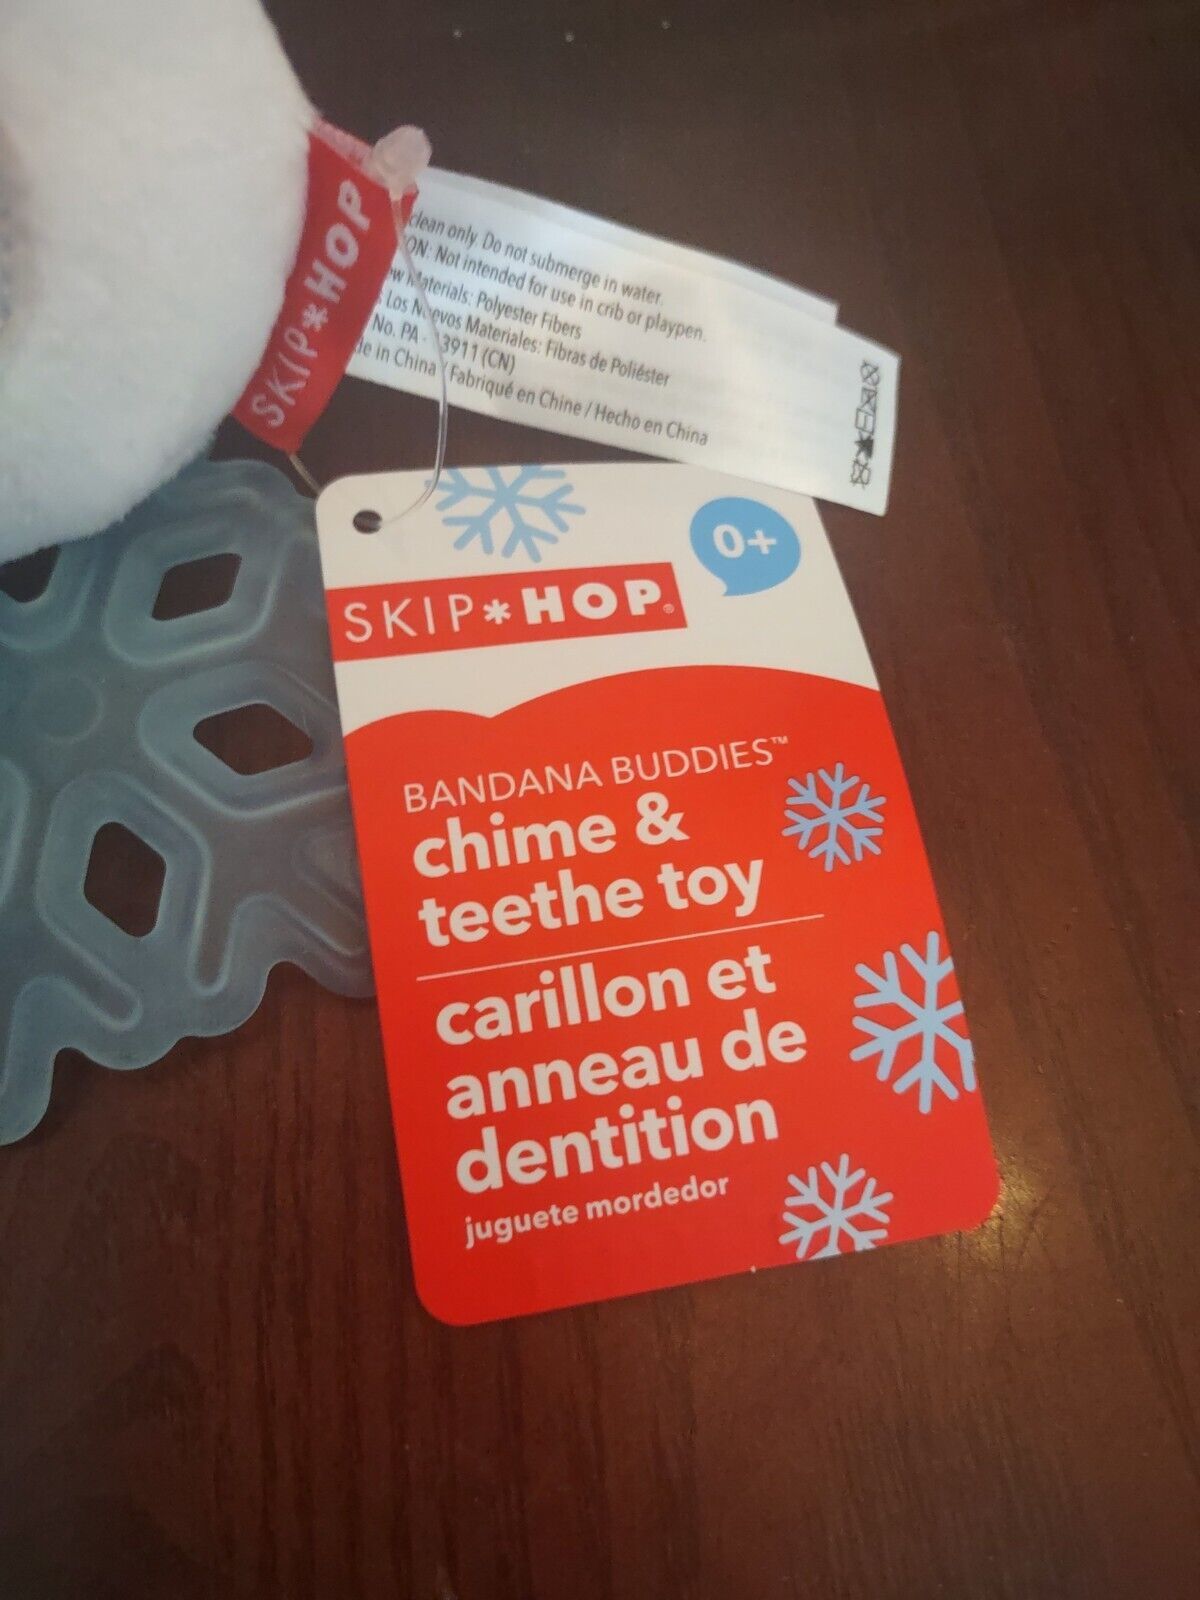 SKIP*HOP
clean only. Do not submerge in water.
ON: Not intended for use in crib or playpen.
Materials: Polyester Fibers
Los Nuevos Materiales: Fibras de Poliéster
No. PA - 3911 (CN)
de in China / Fabriqué en Chine / Hecho en China
0+
SKIP*HOP®
BANDANA BUDDIES™
chime &
teethe toy
carillon et
anneau de
dentition
juguete mordedor